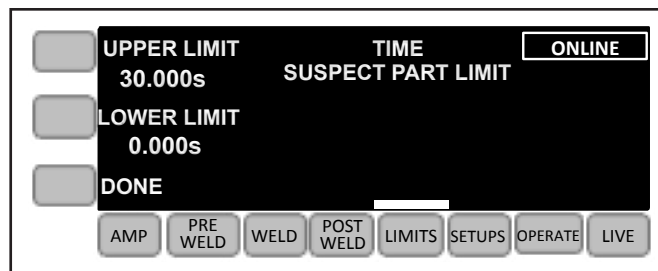 UPPER LIMIT
30.000s
TIME
SUSPECT PART LIMIT
ONLINE
LOWER LIMIT
0.000s
DONE
AMP
PRE
WELD
WELD
POST
WELD
LIMITS
SETUPS
OPERATE
LIVE